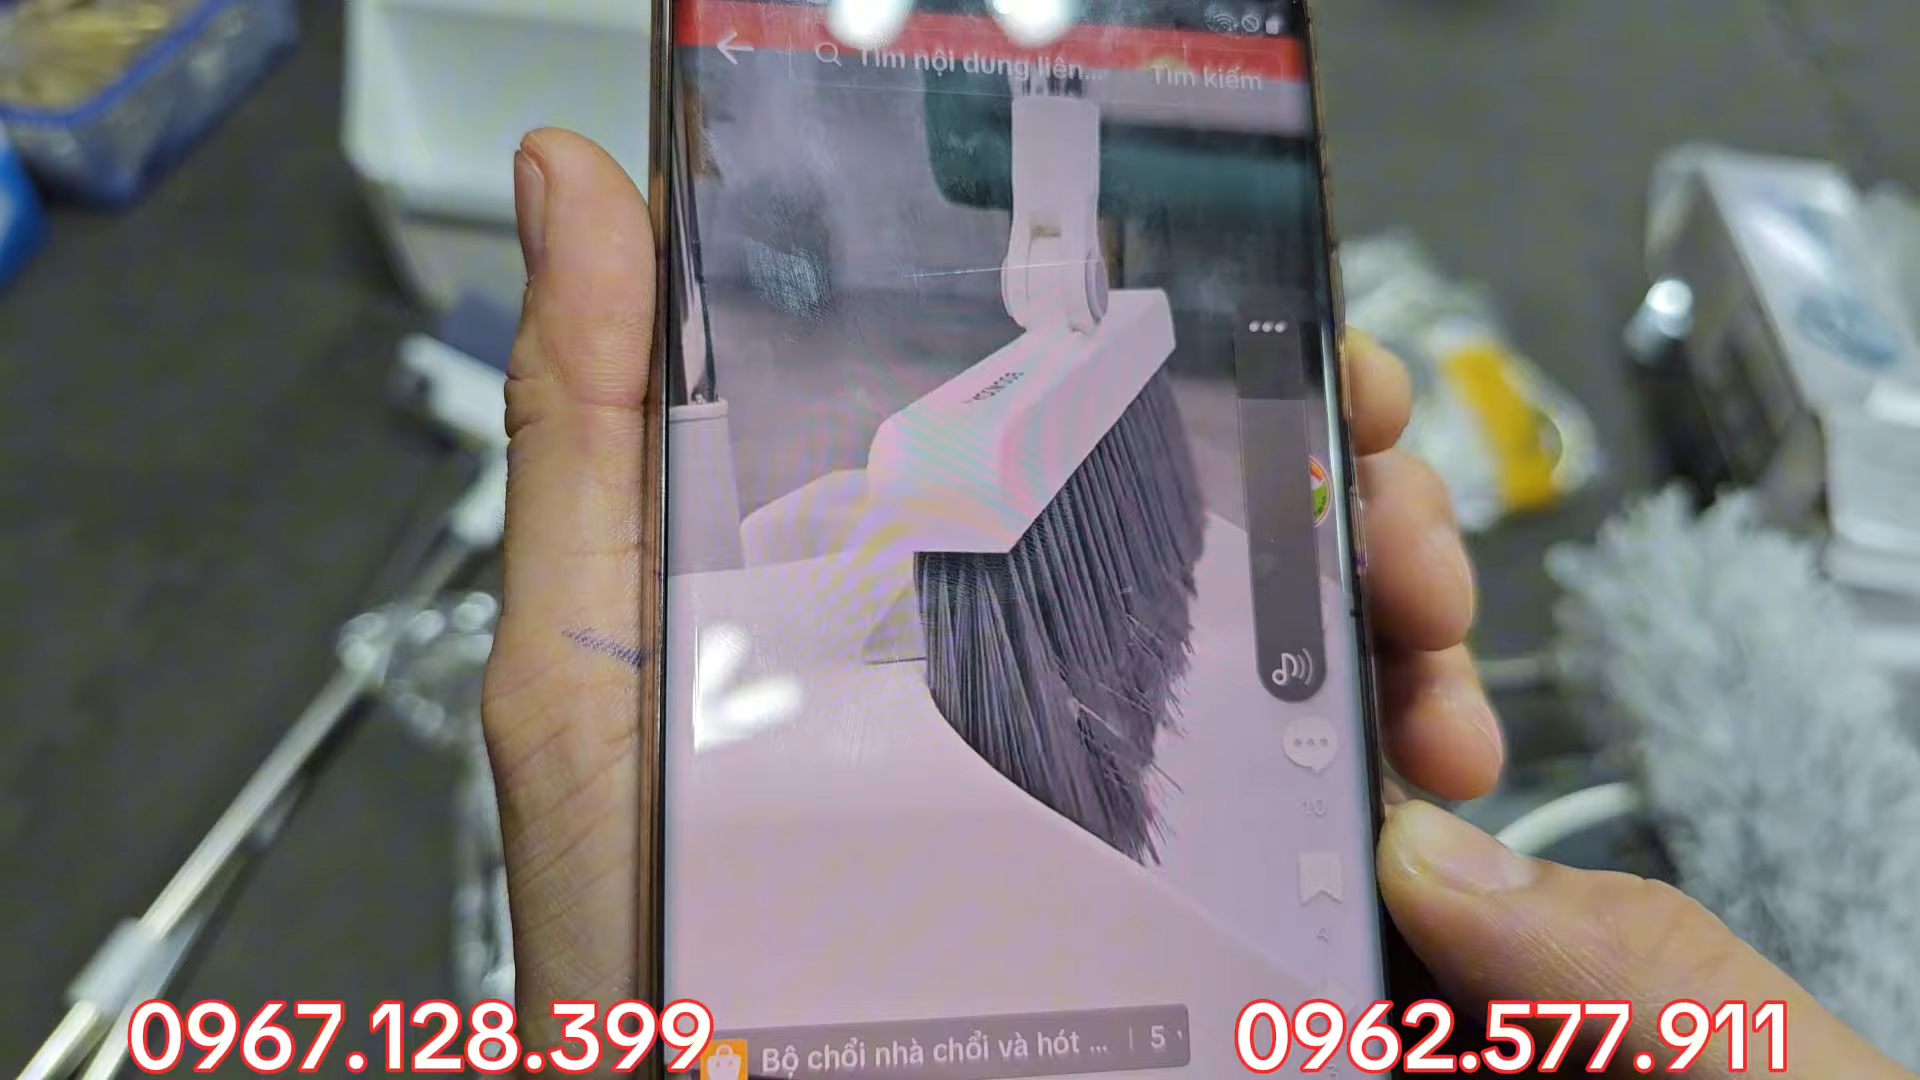 Tìm nội dung liên... Tìm kiếm
Bộ chổi nhà chổi và hót ... | 5
0967.128.399
0962.577.911